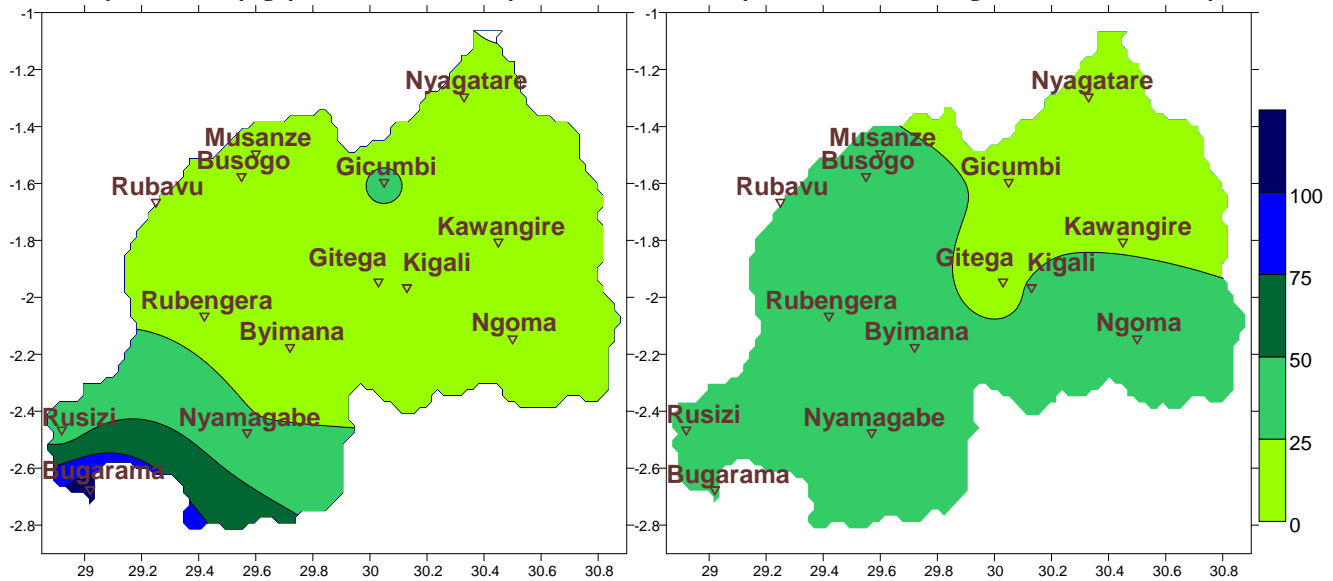 -1
-1.2
-1.4
-1.6
-1.8
-2
-2.2
-2.4
-2.6
-2.8
29 29.2 29.4 29.6 29.8 30 30.2 30.4 30.6 30.8
Nyagatare
Musanze
Busogo
Gicumbi
Rubavu
Kawangire
Gitega Kigali
Rubengera
Byimana
Ngoma
Rusizi
Nyamagabe
Bugarama
-1
-1.2
-1.4
-1.6
-1.8
-2
-2.2
-2.4
-2.6
-2.8
29 29.2 29.4 29.6 29.8 30 30.2 30.4 30.6 30.8
Nyagatare
Musanze
Busogo
Gicumbi
Rubavu
Kawangire
Gitega Kigali
Rubengera
Byimana
Ngoma
Rusizi
Nyamagabe
Bugarama
100
75
50
25
0